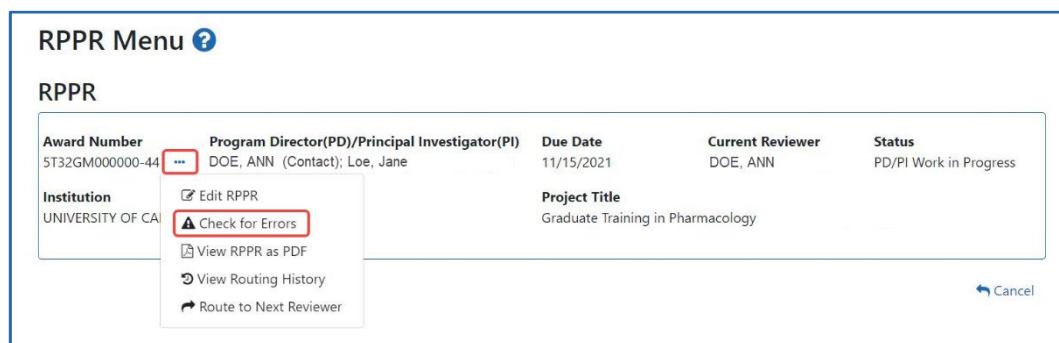 RPPR Menu ?
RPPR
Award Number Program Director(PD)/Principal Investigator(PI) Due Date Current Reviewer Status
5T32GM000000-44 ... DOE, ANN (Contact); Loe, Jane 11/15/2021 DOE, ANN PD/PI Work in Progress
Institution Project Title
UNIVERSITY OF CA Graduate Training in Pharmacology
Edit RPPR
Check for Errors
View RPPR as PDF
View Routing History
Route to Next Reviewer
Cancel